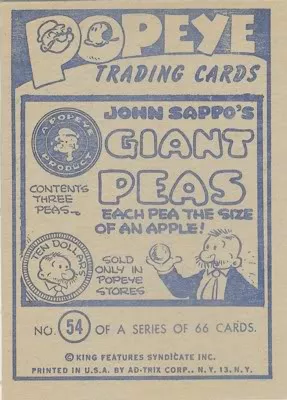 POPEYE
TRADING CARDS
JOHN SAPPO'S
GIANT
PEAS
A POPEYE
PRODUCT
CONTENTS
THREE
PEAS
EACH PEA THE SIZE
OF AN APPLE!
TEN DOLLARS
SOLD
ONLY IN
POPEYE
STORES
NO. 54 OF A SERIES OF 66 CARDS.
© KING FEATURES SYNDICATE INC.
PRINTED IN U.S.A. BY AD-TRIX CORP., N.Y. 13, N.Y.